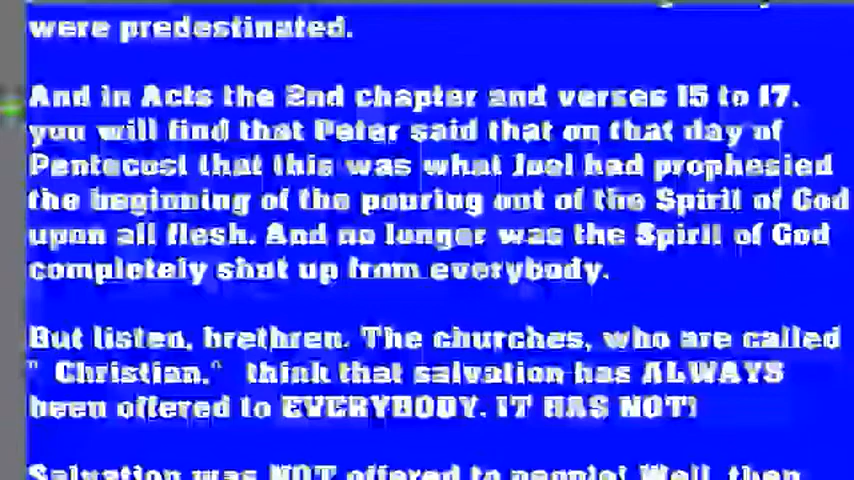 were predestinated.
And in Acts the 2nd chapter and verses 15 to 17.
you will find that Peter said that on that day of
Pentecost that this was what Joel had prophesied
the beginning of the pouring out of the Spirit of God
upon all flesh. And no longer was the Spirit of God
completely shut up from everybody.
But listen, brethren. The churches, who are called
" Christian," think that salvation has ALWAYS
been offered to EVERYBODY. IT HAS NOT!
Salvation was NOT offered to people! Well, then